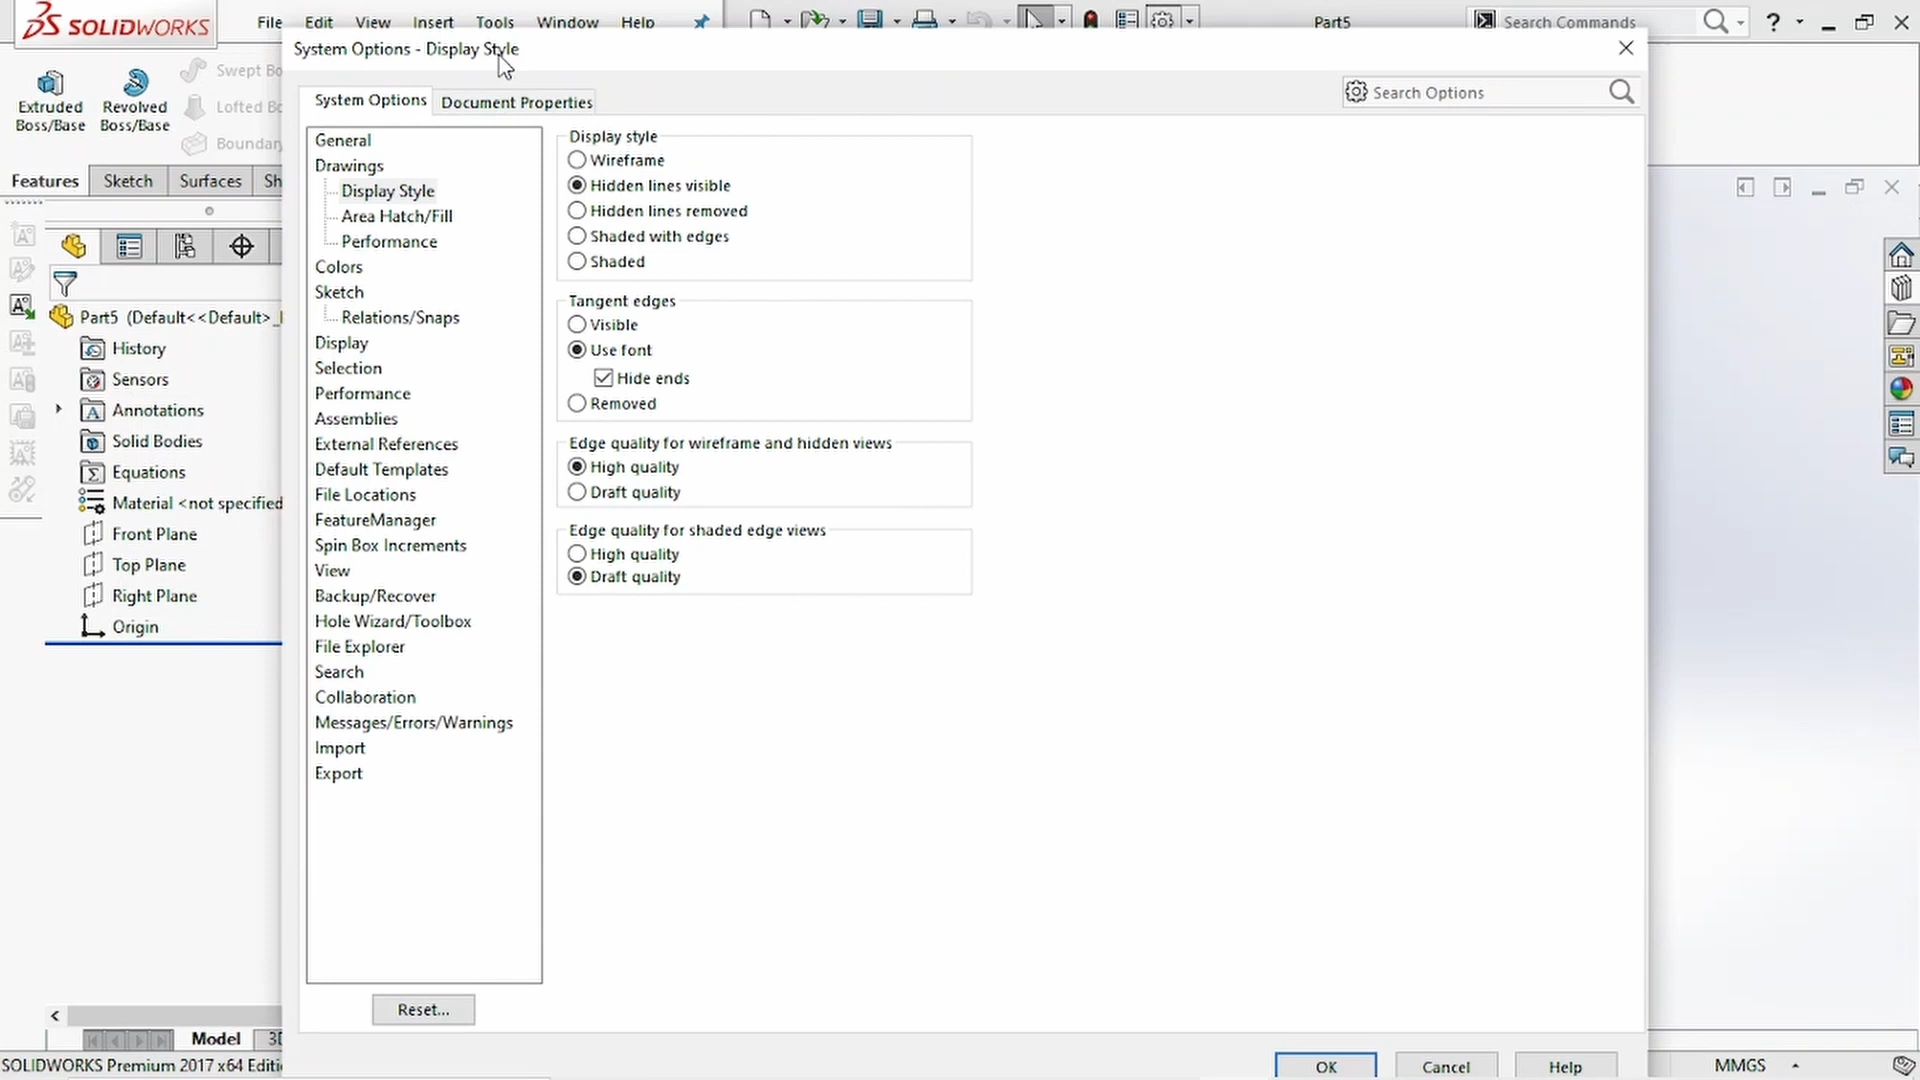 SOLIDWORKS File Edit View Insert Tools Window Help Part5 Search Commands ?
System Options - Display Style
System Options Document Properties Search Options
Extruded Boss/Base
Revolved Boss/Base
Swept Bo
Lofted Bo
Boundary
Features Sketch Surfaces Sh
Part5 (Default<<Default>_
History
Sensors
Annotations
Solid Bodies
Equations
Material <not specified
Front Plane
Top Plane
Right Plane
Origin
General
Drawings
Display Style
Area Hatch/Fill
Performance
Colors
Sketch
Relations/Snaps
Display
Selection
Performance
Assemblies
External References
Default Templates
File Locations
FeatureManager
Spin Box Increments
View
Backup/Recover
Hole Wizard/Toolbox
File Explorer
Search
Collaboration
Messages/Errors/Warnings
Import
Export
Reset...
Display style
Wireframe
Hidden lines visible
Hidden lines removed
Shaded with edges
Shaded
Tangent edges
Visible
Use font
Hide ends
Removed
Edge quality for wireframe and hidden views
High quality
Draft quality
Edge quality for shaded edge views
High quality
Draft quality
Model 3D
OK Cancel Help
SOLIDWORKS Premium 2017 x64 Editi MMGS